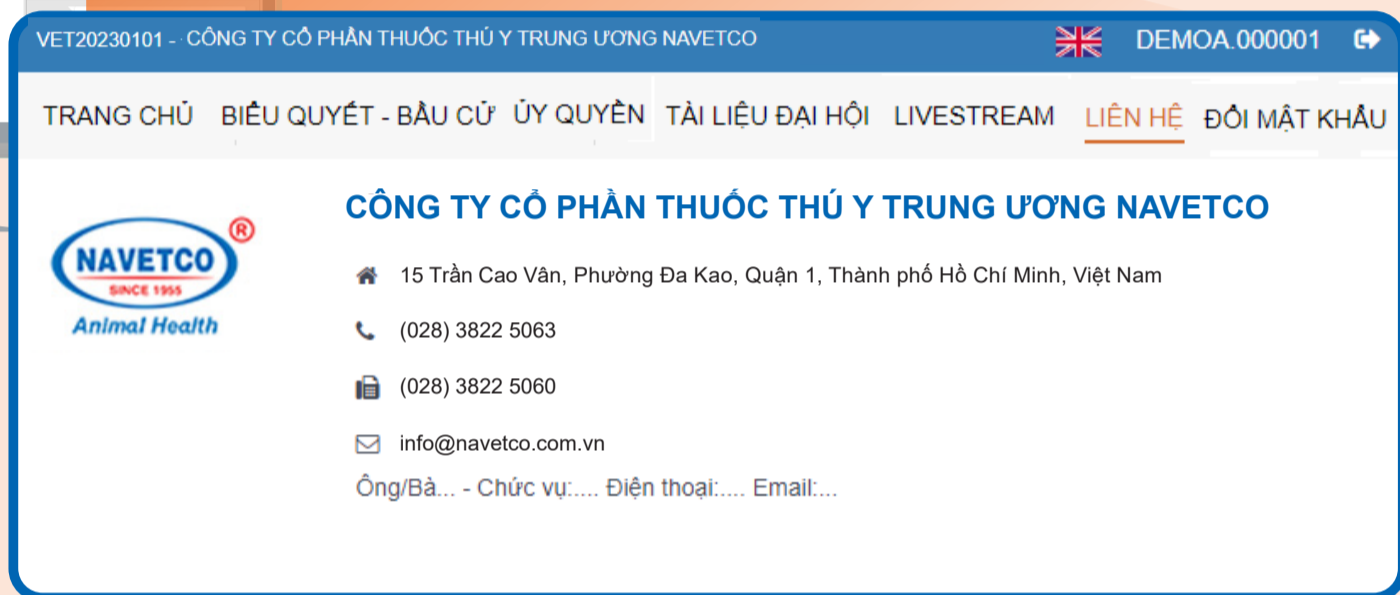 VET20230101 - CÔNG TY CỔ PHẦN THUỐC THÚ Y TRUNG ƯƠNG NAVETCO DEMOA.000001
TRANG CHỦ BIỂU QUYẾT - BẦU CỬ ỦY QUYỀN TÀI LIỆU ĐẠI HỘI LIVESTREAM LIÊN HỆ ĐỔI MẬT KHẨU
CÔNG TY CỔ PHẦN THUỐC THÚ Y TRUNG ƯƠNG NAVETCO
NAVETCO ®
SINCE 1955
Animal Health
15 Trần Cao Vân, Phường Đa Kao, Quận 1, Thành phố Hồ Chí Minh, Việt Nam
(028) 3822 5063
(028) 3822 5060
info@navetco.com.vn
Ông/Bà... - Chức vụ:.... Điện thoại:.... Email:...